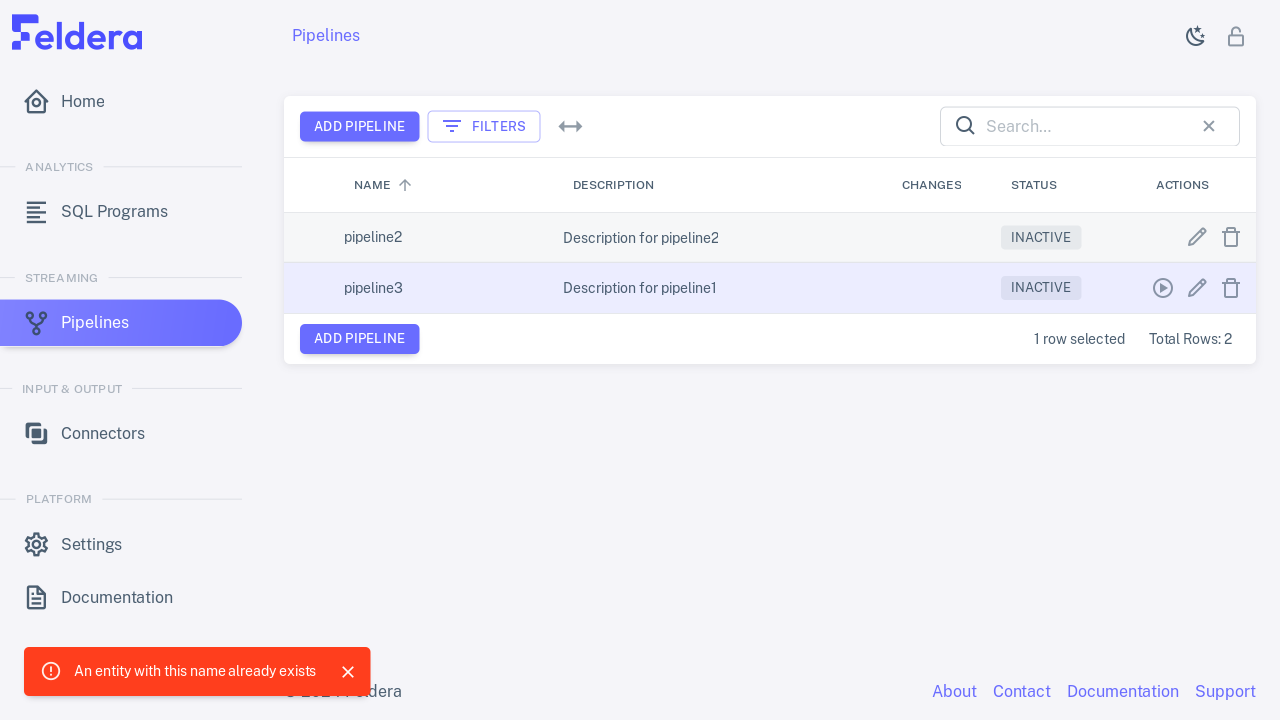 Feldera
Pipelines
Home
ANALYTICS
SQL Programs
STREAMING
Pipelines
INPUT & OUTPUT
Connectors
PLATFORM
Settings
Documentation
ADD PIPELINE
FILTERS
Search...
NAME
DESCRIPTION
CHANGES
STATUS
ACTIONS
pipeline2
Description for pipeline2
INACTIVE
pipeline3
Description for pipeline1
INACTIVE
ADD PIPELINE
1 row selected
Total Rows: 2
An entity with this name already exists
About
Contact
Documentation
Support